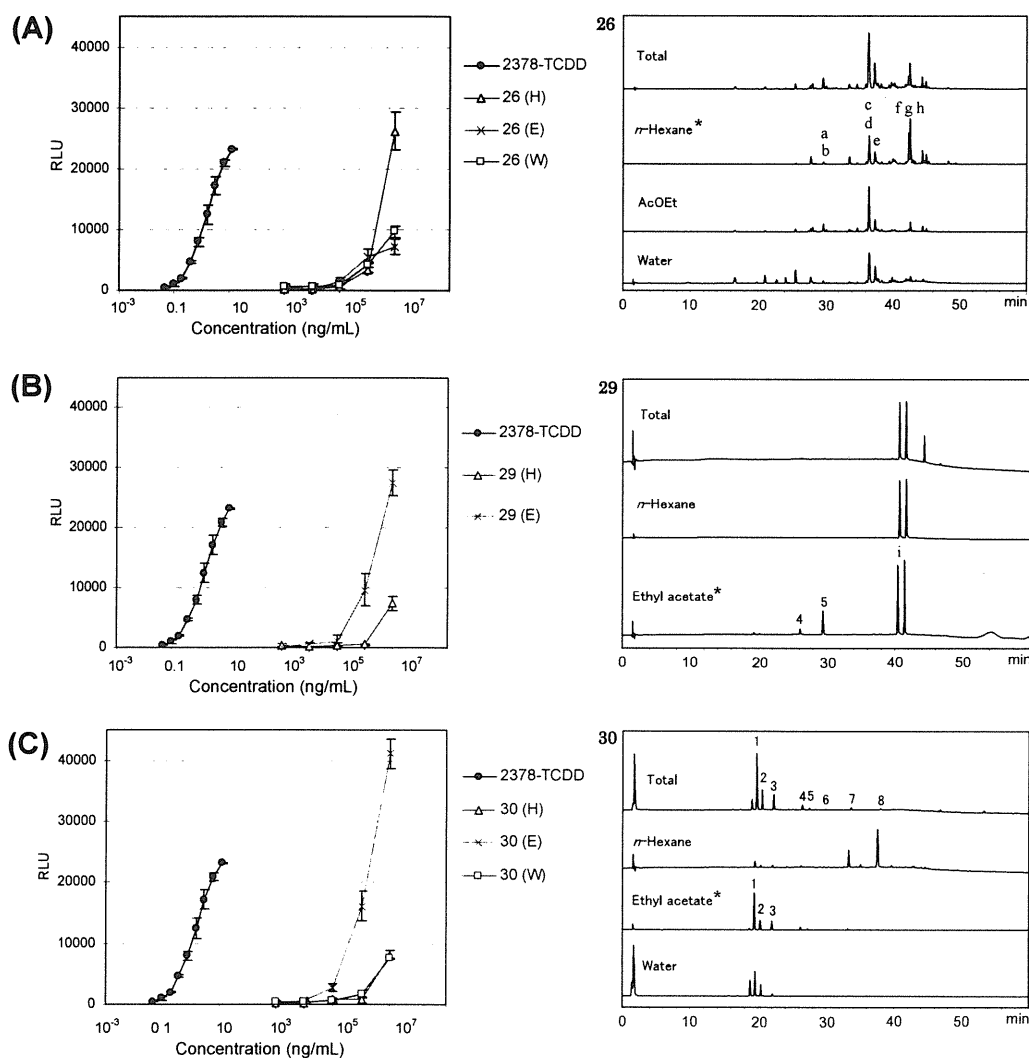 (A)
40000
30000
20000
10000
0
RLU
10-3
0.1
10
103
105
107
Concentration (ng/mL)
2378-TCDD
26 (H)
26 (E)
26 (W)
26
Total
n-Hexane*
a
b
c
d
e
f g h
AcOEt
Water
0
10
20
30
40
50
min
(B)
40000
30000
20000
10000
0
RLU
10-3
0.1
10
103
105
107
Concentration (ng/mL)
2378-TCDD
29 (H)
29 (E)
29
Total
n-Hexane
Ethyl acetate*
4
5
i
0
10
20
30
40
50
min
(C)
40000
30000
20000
10000
0
RLU
10-3
0 1
10
103
105
107
Concentration (ng/mL)
2378-TCDD
30 (H)
30 (E)
30 (W)
30
Total
1
2
3
4 5
6
7
8
n-Hexane
Ethyl acetate*
1
2
3
Water
0
10
20
30
40
50
min